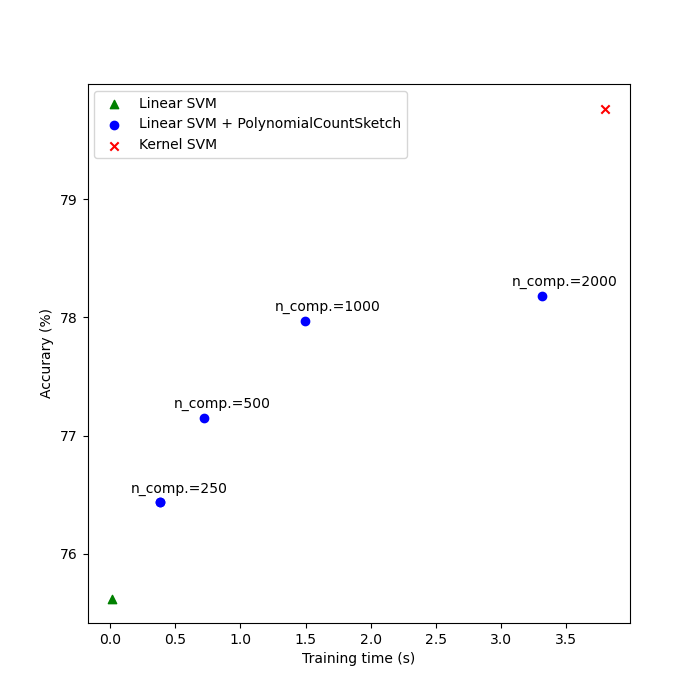 Linear SVM
Linear SVM + PolynomialCountSketch
Kernel SVM
79
78
77
76
n_comp.=2000
n_comp.=1000
n_comp.=500
n_comp.=250
Accurary (%)
0.0 0.5 1.0 1.5 2.0 2.5 3.0 3.5
Training time (s)